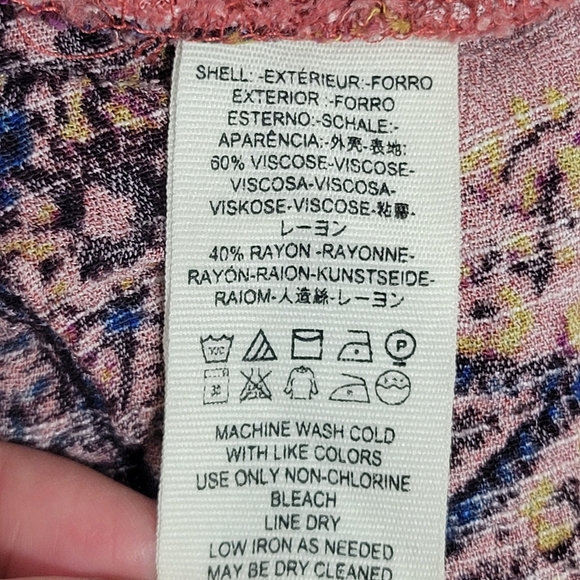 SHELL:-EXTÉRIEUR:-FORRO
EXTERIOR :-FORRO
ESTERNO:-SCHALE:-
APARÊNCIA:-外亮-表地:
60% VISCOSE-VISCOSE-
VISCOSA-VISCOSA-
VISKOSE-VISCOSE-粘膠-
レーヨン
40% RAYON -RAYONNE-
RAYÓN-RAION-KUNSTSEIDE-
RAIOM-人造絲-レーヨン
P
MACHINE WASH COLD
WITH LIKE COLORS
USE ONLY NON-CHLORINE
BLEACH
LINE DRY
LOW IRON AS NEEDED
MAY BE DRY CLEANED